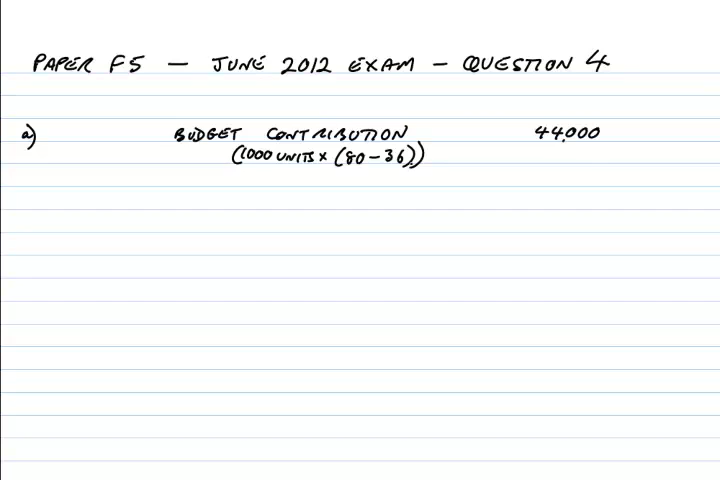 PAPER F5 — JUNE 2012 EXAM — QUESTION 4
a) BUDGET CONTRIBUTION 44,000
(1000 UNITS x (80-36))